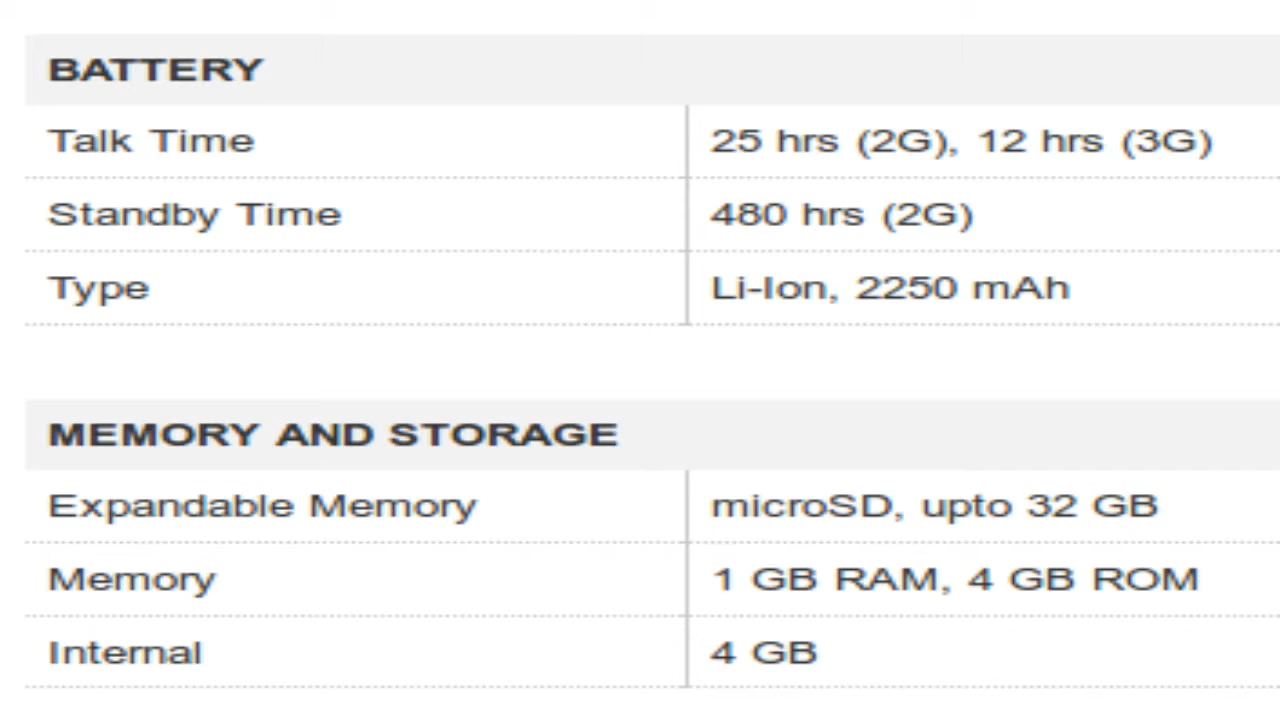 BATTERY
Talk Time 25 hrs (2G), 12 hrs (3G)
Standby Time 480 hrs (2G)
Type Li-Ion, 2250 mAh
MEMORY AND STORAGE
Expandable Memory microSD, upto 32 GB
Memory 1 GB RAM, 4 GB ROM
Internal 4 GB